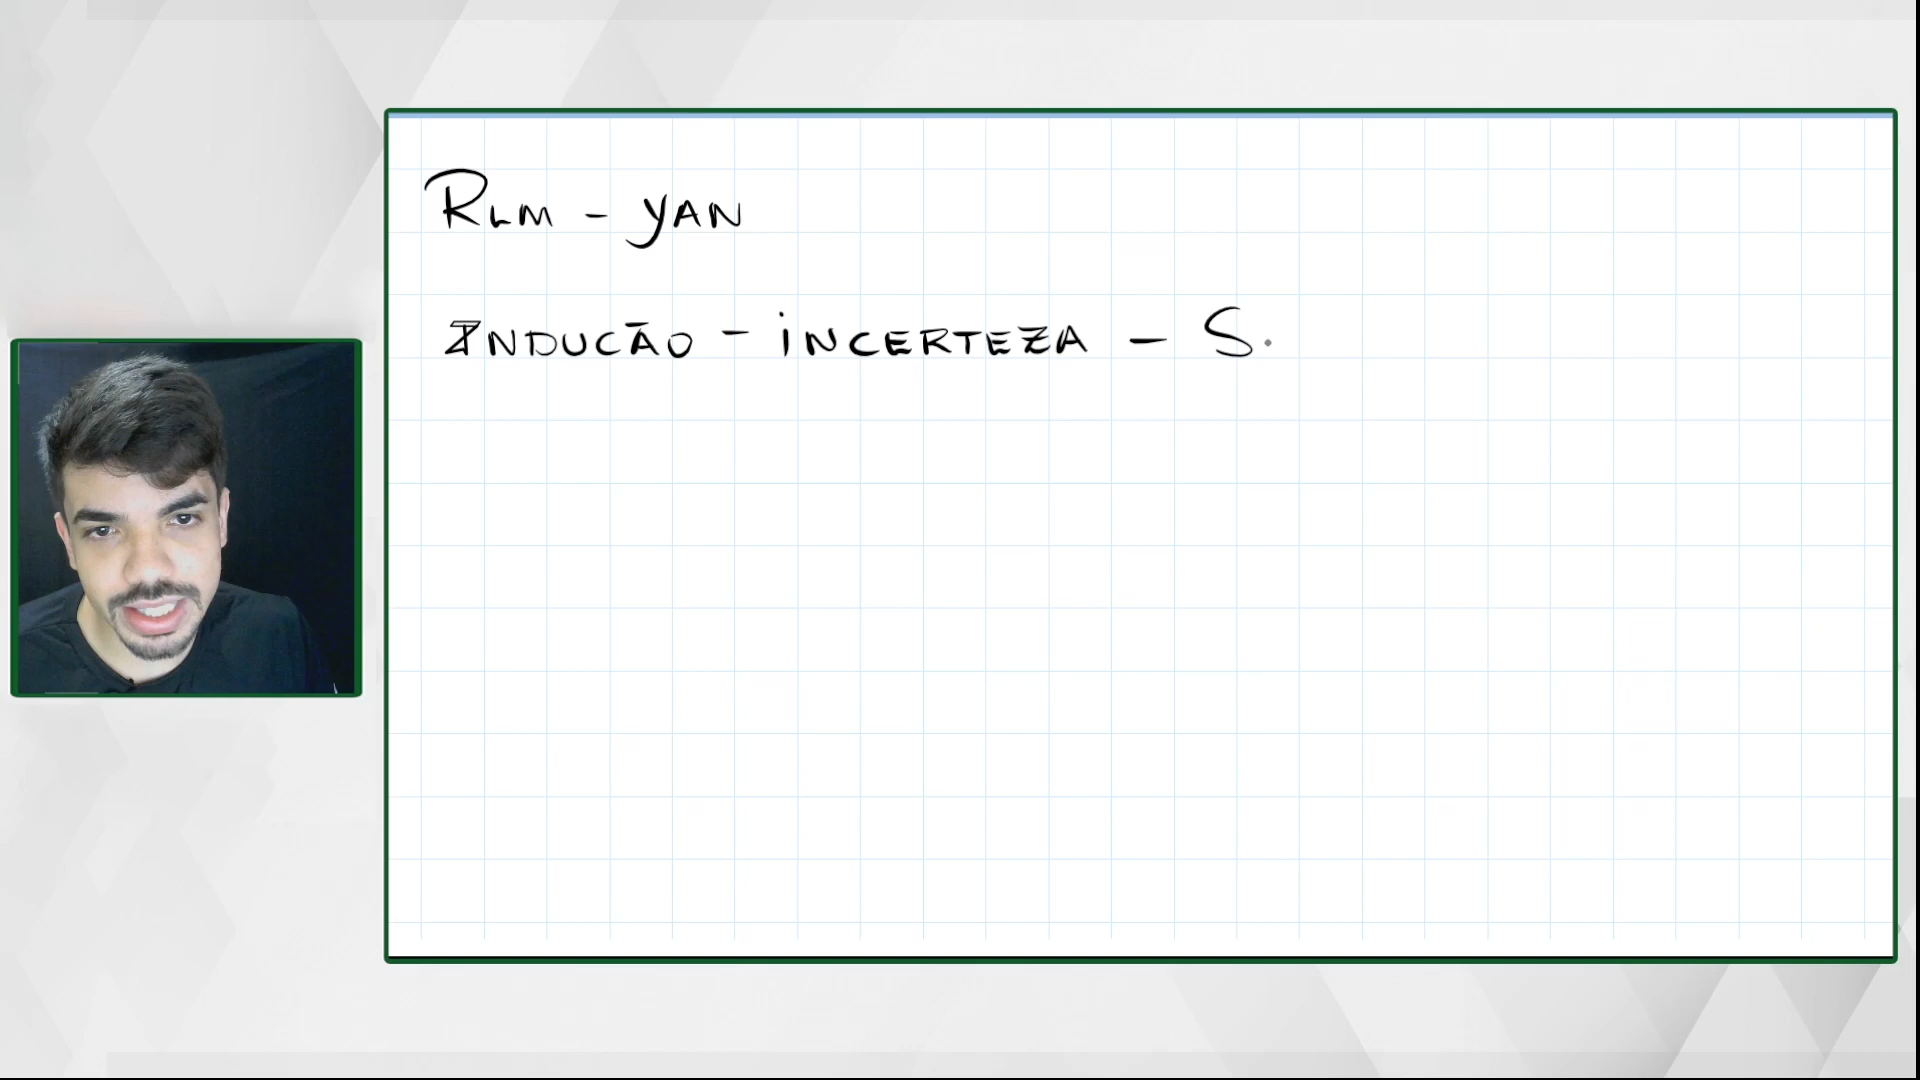 RLM - YAN
INDUCÃO - INCERTEZA - S